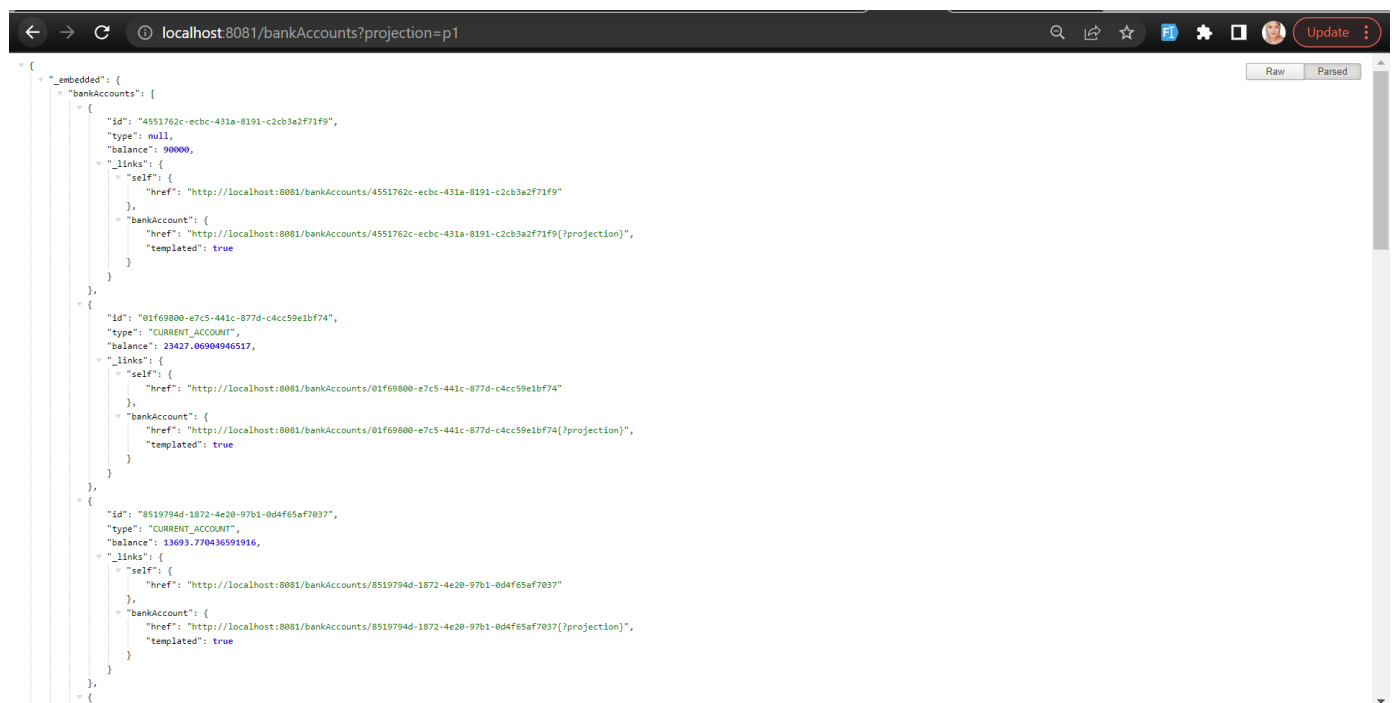 localhost:8081/bankAccounts?projection=p1
Update
Raw Parsed
{
"_embedded": {
"bankAccounts": [
{
"id": "4551762c-ecbc-431a-8191-c2cb3a2f71f9",
"type": null,
"balance": 90000,
"_links": {
"self": {
"href": "http://localhost:8081/bankAccounts/4551762c-ecbc-431a-8191-c2cb3a2f71f9"
},
"bankAccount": {
"href": "http://localhost:8081/bankAccounts/4551762c-ecbc-431a-8191-c2cb3a2f71f9{?projection}",
"templated": true
}
}
},
{
"id": "01f69800-e7c5-441c-877d-c4cc59e1bf74",
"type": "CURRENT_ACCOUNT",
"balance": 23427.06904946517,
"_links": {
"self": {
"href": "http://localhost:8081/bankAccounts/01f69800-e7c5-441c-877d-c4cc59e1bf74"
},
"bankAccount": {
"href": "http://localhost:8081/bankAccounts/01f69800-e7c5-441c-877d-c4cc59e1bf74{?projection}",
"templated": true
}
}
},
{
"id": "8519794d-1872-4e20-97b1-0d4f65af7037",
"type": "CURRENT_ACCOUNT",
"balance": 13693.770436591916,
"_links": {
"self": {
"href": "http://localhost:8081/bankAccounts/8519794d-1872-4e20-97b1-0d4f65af7037"
},
"bankAccount": {
"href": "http://localhost:8081/bankAccounts/8519794d-1872-4e20-97b1-0d4f65af7037{?projection}",
"templated": true
}
}
},
{